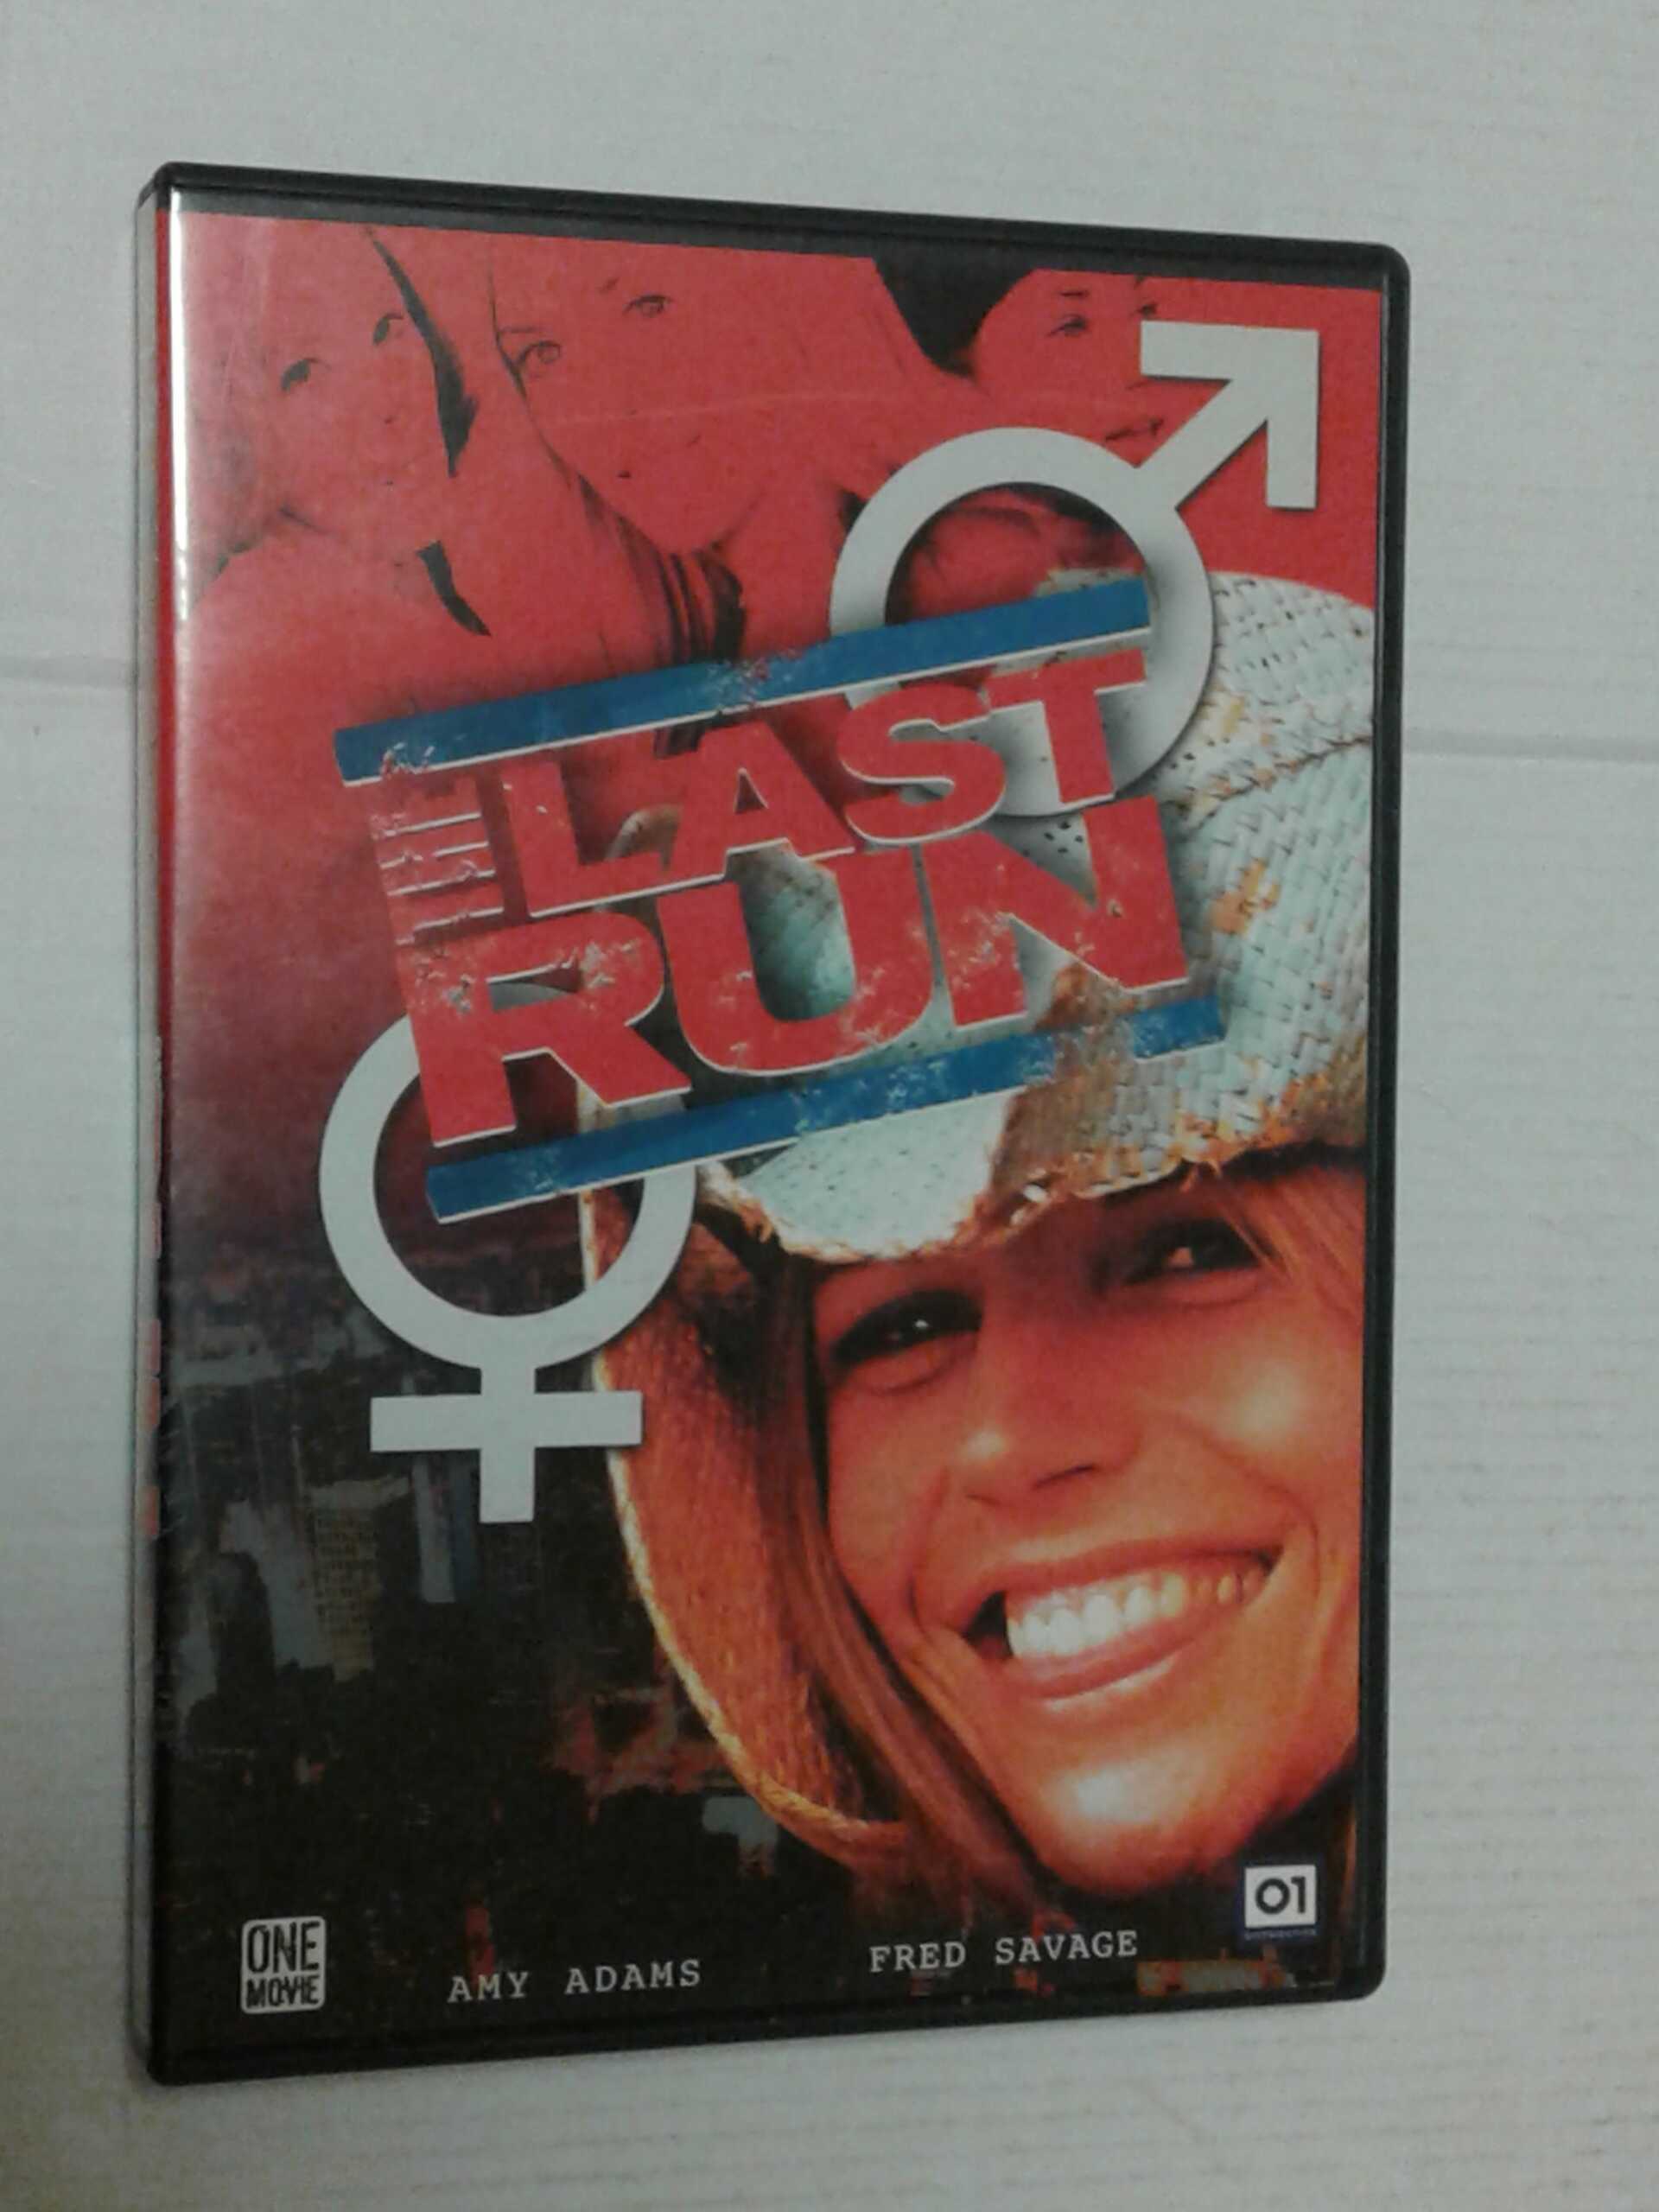 LAST
RUN
ONE
MOVIE
AMY ADAMS
FRED SAVAGE
01